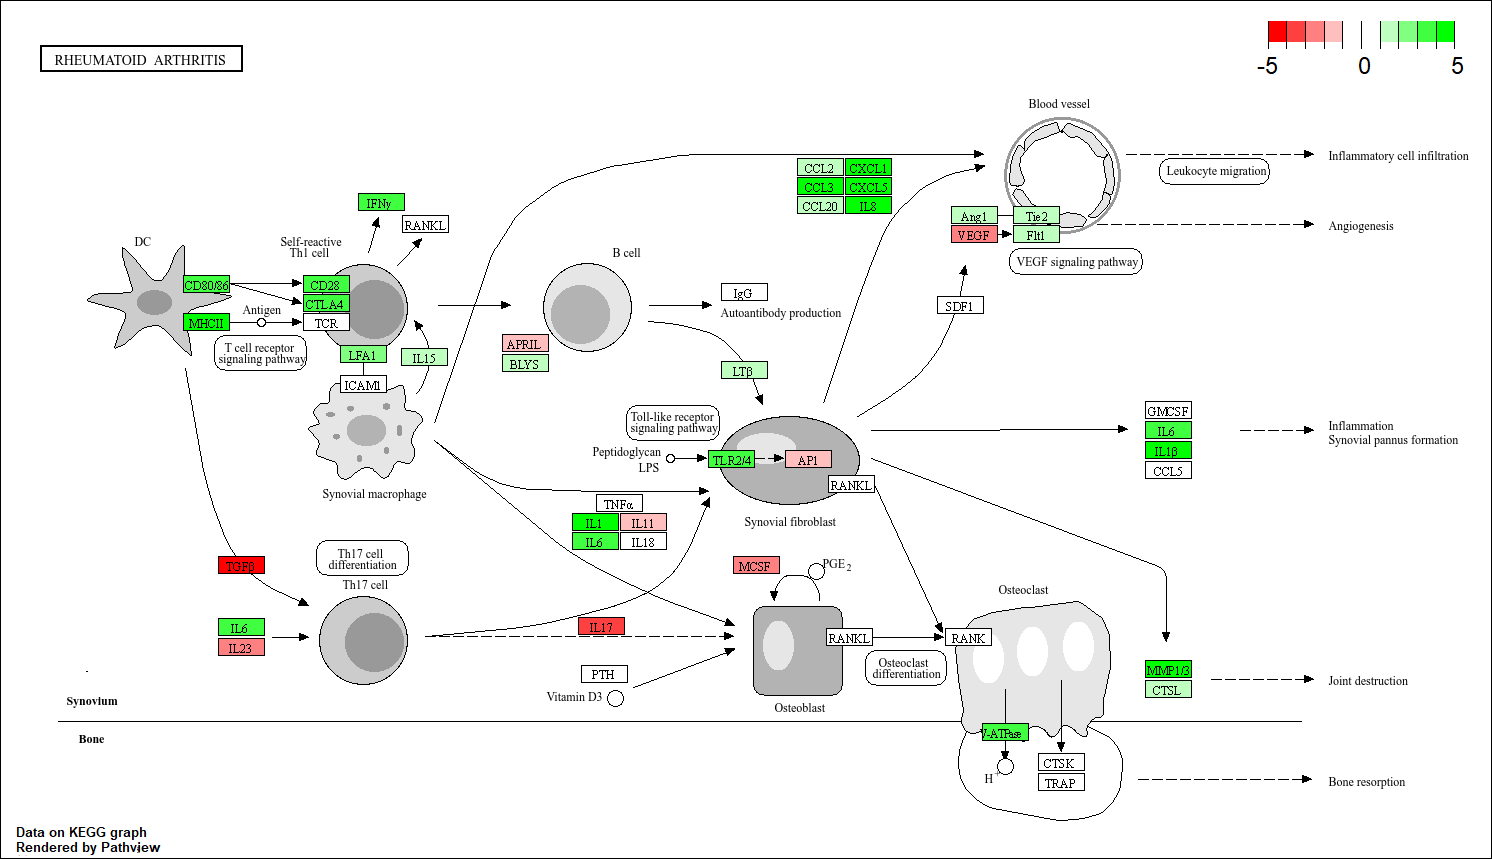 RHEUMATOID ARTHRITIS
-5 0 5
Blood vessel
Inflammatory cell infiltration
Leukocyte migration
CCL2 CXCL1
CCL3 CXCL5
CCL20 IL8
Ang1 Tie2
VEGF Flt1
Angiogenesis
VEGF signaling pathway
IFNγ
RANKL
DC
Self-reactive
Th1 cell
B cell
CD80/86
CD28
CTLA4
Antigen
MHCII
TCR
T cell receptor
signaling pathway
LFA1
IL15
ICAM1
IgG
Autoantibody production
SDF1
APRIL
BLYS
LTβ
Toll-like receptor
signaling pathway
Peptidoglycan
LPS
TLR2/4
AP1
RANKL
Synovial fibroblast
Synovial macrophage
GMCSF
IL6
IL1β
CCL5
Inflammation
Synovial pannus formation
TNFα
IL1 IL11
IL6 IL18
TGFβ
Th17 cell
differentiation
Th17 cell
IL6
IL23
IL17
MCSF
PGE2
RANKL
RANK
Osteoclast
Osteoclast
differentiation
PTH
Vitamin D3
Osteoblast
MMP1/3
CTSL
Joint destruction
Synovium
Bone
V-ATPase
H+
CTSK
TRAP
Bone resorption
Data on KEGG graph
Rendered by Pathview